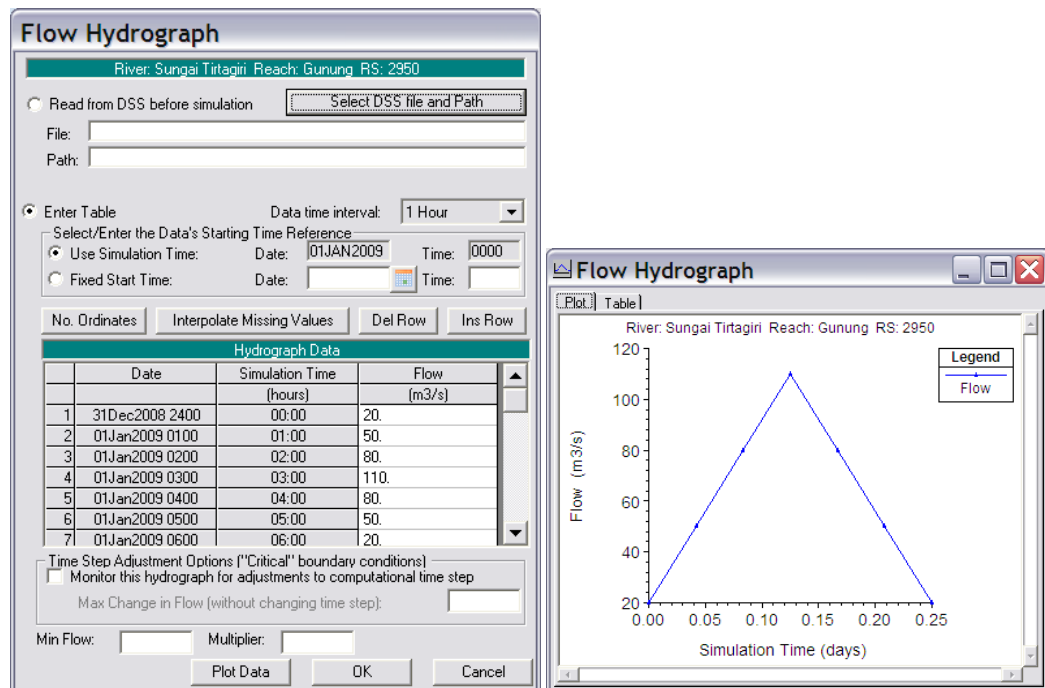 Flow Hydrograph
River: Sungai Tirtagiri Reach: Gunung RS: 2950
Read from DSS before simulation Select DSS file and Path
File:
Path:
Enter Table Data time interval: 1 Hour
Select/Enter the Data's Starting Time Reference
Use Simulation Time: Date: 01JAN2009 Time: 0000
Fixed Start Time: Date: Time:
No. Ordinates Interpolate Missing Values Del Row Ins Row
Hydrograph Data
Date Simulation Time Flow
(hours) (m3/s)
1 31Dec2008 2400 00:00 20.
2 01Jan2009 0100 01:00 50.
3 01Jan2009 0200 02:00 80.
4 01Jan2009 0300 03:00 110.
5 01Jan2009 0400 04:00 80.
6 01Jan2009 0500 05:00 50.
7 01Jan2009 0600 06:00 20.
Time Step Adjustment Options ("Critical" boundary conditions)
Monitor this hydrograph for adjustments to computational time step
Max Change in Flow (without changing time step):
Min Flow: Multiplier:
Plot Data OK Cancel
Flow Hydrograph
Plot Table
River: Sungai Tirtagiri Reach: Gunung RS: 2950
Legend
Flow
Flow (m3/s)
120
100
80
60
40
20
0.00 0.05 0.10 0.15 0.20 0.25
Simulation Time (days)